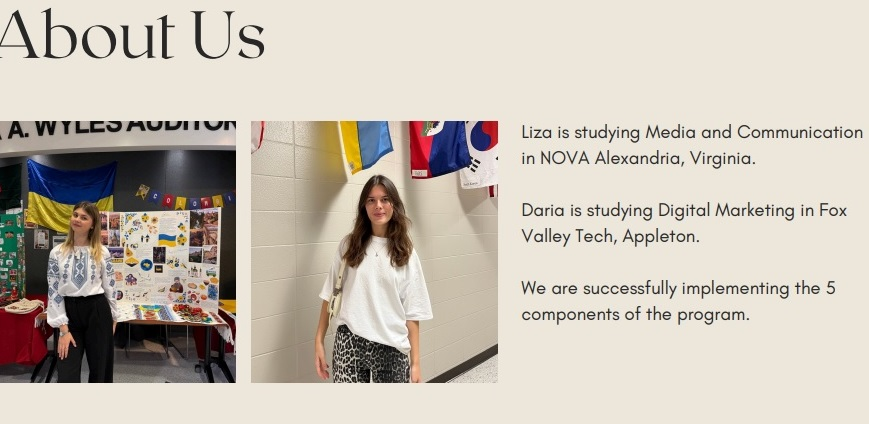 About Us
A. WYLES AUDITOR
Liza is studying Media and Communication
in NOVA Alexandria, Virginia.
Daria is studying Digital Marketing in Fox
Valley Tech, Appleton.
We are successfully implementing the 5
components of the program.